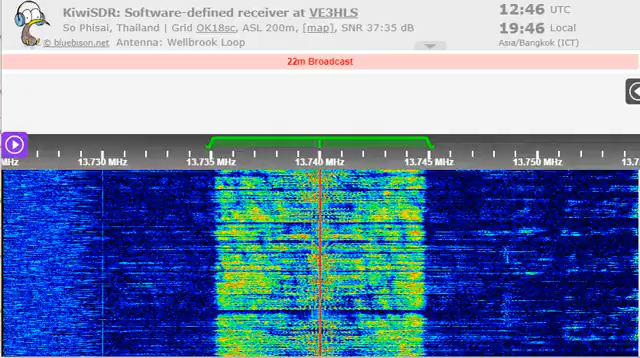 KiwiSDR: Software-defined receiver at VE3HLS
12:46 UTC
So Phisai, Thailand | Grid OK18sc, ASL 200m, [map], SNR 37:35 dB
19:46 Local
© bluebison.net Antenna: Wellbrook Loop
Asia/Bangkok (ICT)
22m Broadcast
MHz 13.730 MHz 13.735 MHz 13.740 MHz 13.745 MHz 13.750 MHz